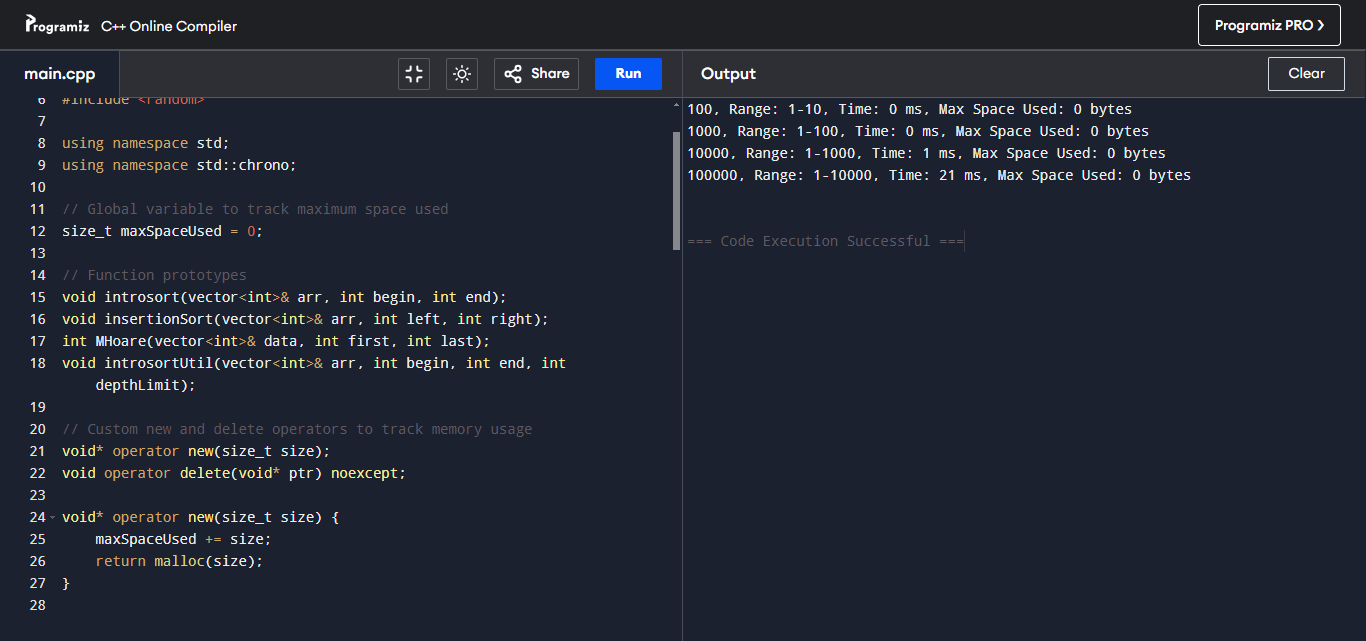 Programiz C++ Online Compiler
Programiz PRO ❯
main.cpp
Share
Run
Output
Clear
6 #include <random>
7
8 using namespace std;
9 using namespace std::chrono;
10
11 // Global variable to track maximum space used
12 size_t maxSpaceUsed = 0;
13
14 // Function prototypes
15 void introsort(vector<int>& arr, int begin, int end);
16 void insertionSort(vector<int>& arr, int left, int right);
17 int MHoare(vector<int>& data, int first, int last);
18 void introsortUtil(vector<int>& arr, int begin, int end, int
depthLimit);
19
20 // Custom new and delete operators to track memory usage
21 void* operator new(size_t size);
22 void operator delete(void* ptr) noexcept;
23
24 void* operator new(size_t size) {
25     maxSpaceUsed += size;
26     return malloc(size);
27 }
28
100, Range: 1-10, Time: 0 ms, Max Space Used: 0 bytes
1000, Range: 1-100, Time: 0 ms, Max Space Used: 0 bytes
10000, Range: 1-1000, Time: 1 ms, Max Space Used: 0 bytes
100000, Range: 1-10000, Time: 21 ms, Max Space Used: 0 bytes
=== Code Execution Successful ===